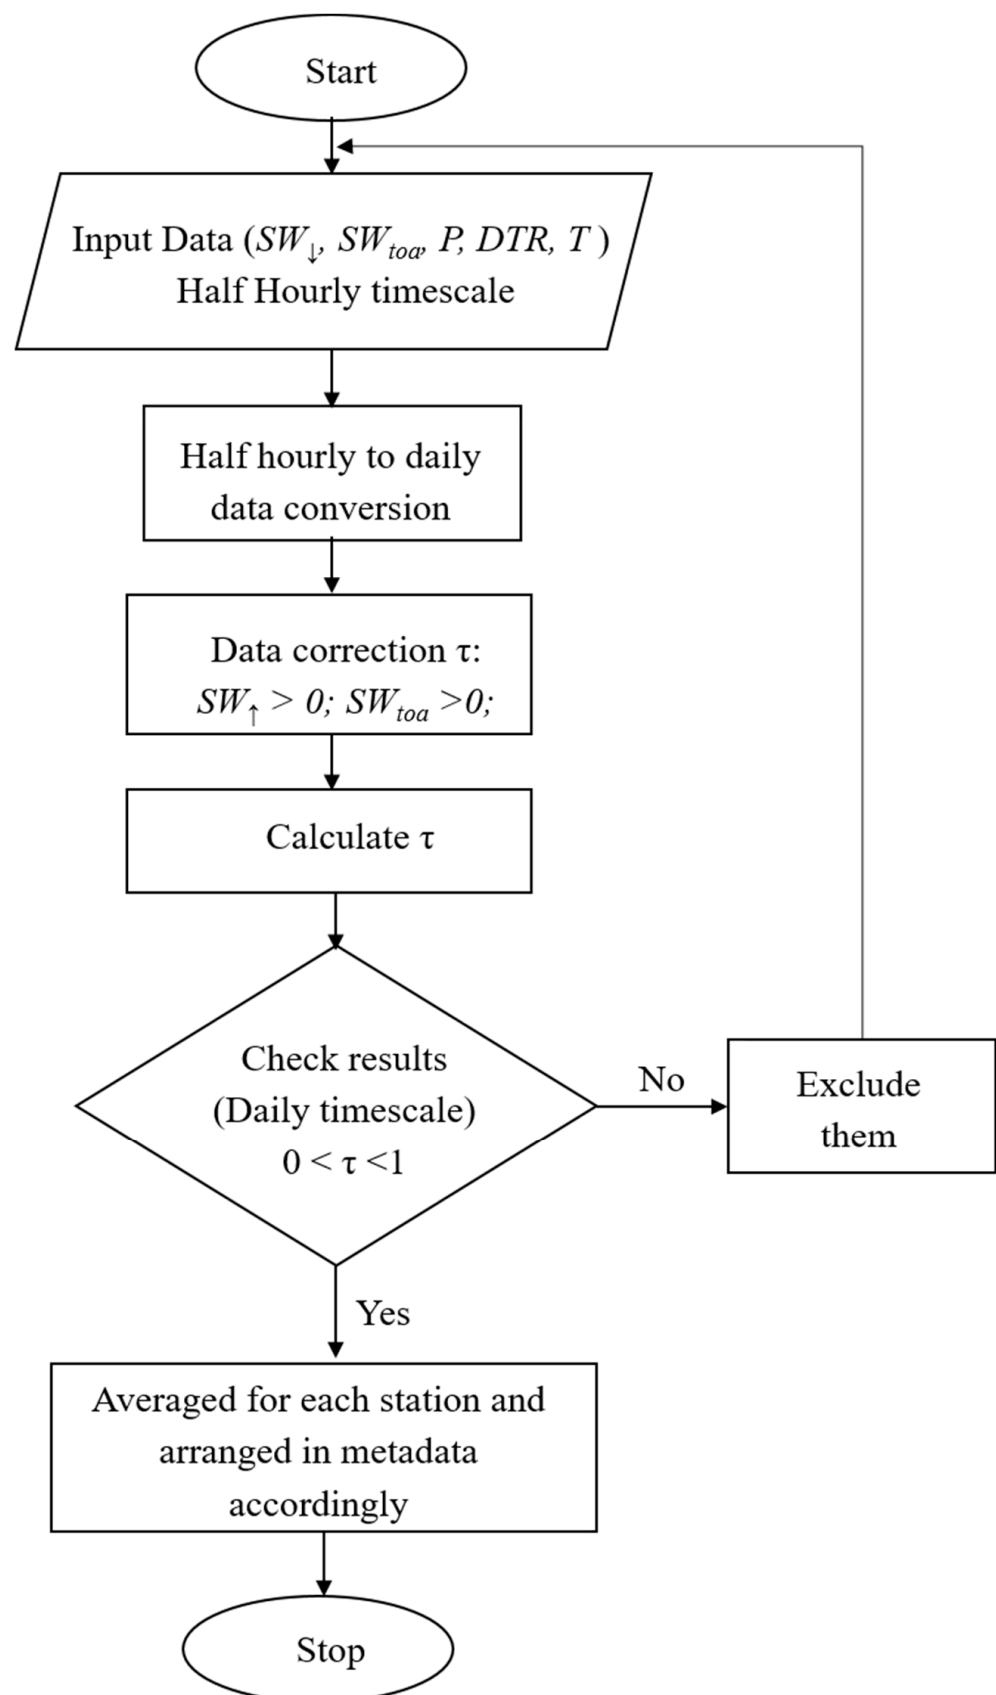 Start
Input Data (SW↓, SWtoa, P, DTR, T )
Half Hourly timescale
Half hourly to daily
data conversion
Data correction τ:
SW↑ > 0; SWtoa >0;
Calculate τ
Check results
(Daily timescale)
0 < τ <1
No
Exclude
them
Yes
Averaged for each station and
arranged in metadata
accordingly
Stop